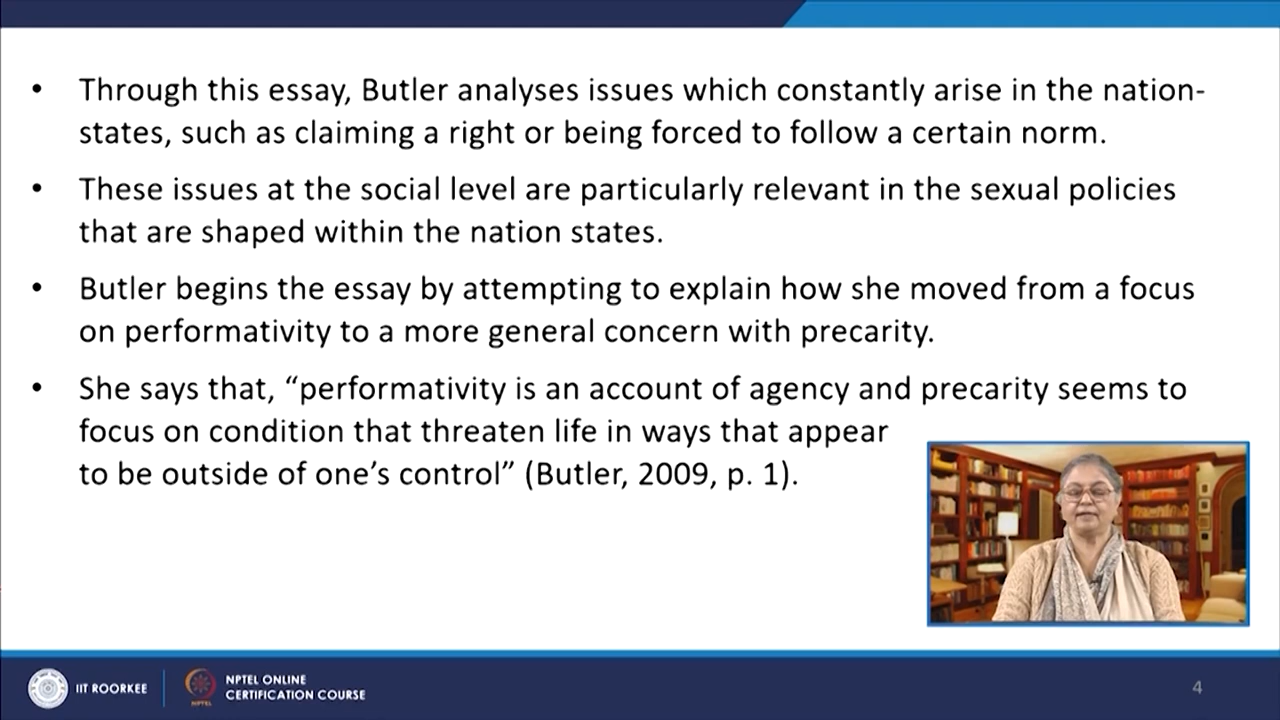 • Through this essay, Butler analyses issues which constantly arise in the nation-
states, such as claiming a right or being forced to follow a certain norm.
• These issues at the social level are particularly relevant in the sexual policies
that are shaped within the nation states.
• Butler begins the essay by attempting to explain how she moved from a focus
on performativity to a more general concern with precarity.
• She says that, “performativity is an account of agency and precarity seems to
focus on condition that threaten life in ways that appear
to be outside of one’s control” (Butler, 2009, p. 1).
IIT ROORKEE
NPTEL
NPTEL ONLINE
CERTIFICATION COURSE
4